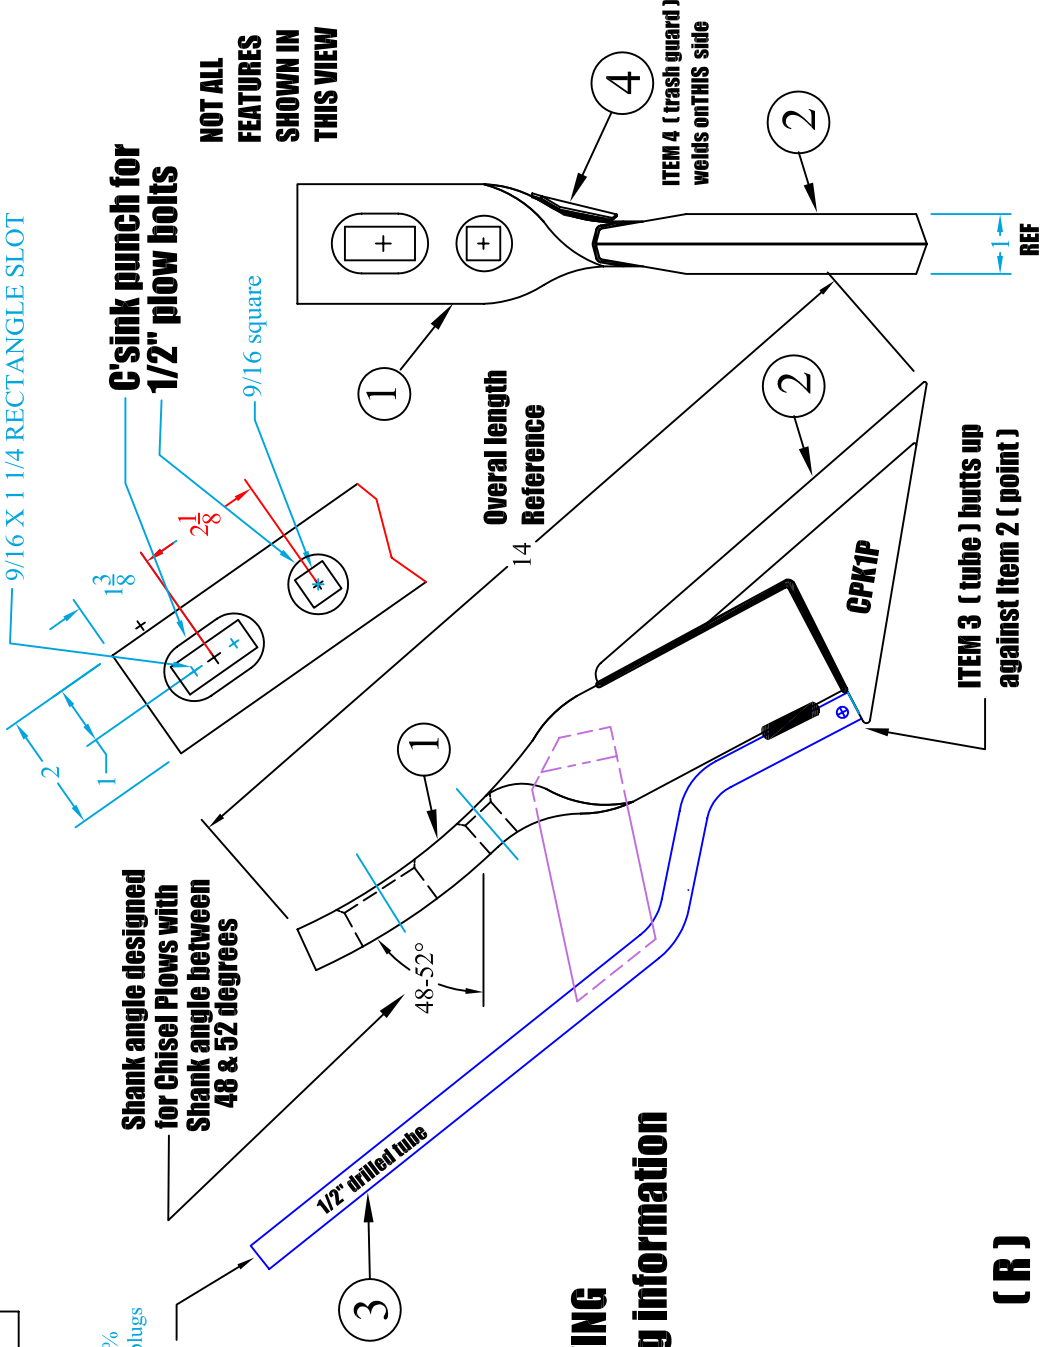 9/16 X 1 1/4 RECTANGLE SLOT
C'sink punch for
1/2" plow bolts
9/16 square
NOT ALL
FEATURES
SHOWN IN
THIS VIEW
4
ITEM 4 ( trash guard )
welds onTHIS side
2
1
REF
1
2 1/8
1 3/8
2
1
Overal length
Reference
14
2
CPK1P
ITEM 3 ( tube ) butts up
against Item 2 ( point )
1
Shank angle designed
for Chisel Plows with
Shank angle between
48 & 52 degrees
48-52°
1/2" drilled tube
3
%
plugs
ING
g information
( R )